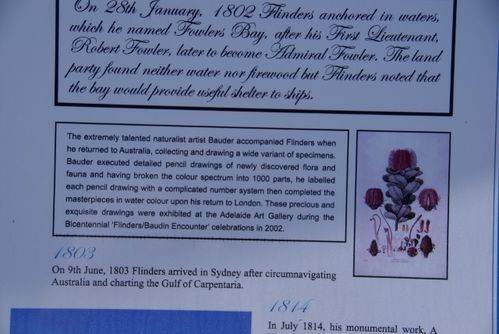 On 28th January, 1802 Flinders anchored in waters,
which he named Fowlers Bay, after his First Lieutenant,
Robert Fowler, later to become Admiral Fowler. The land
party found neither water nor firewood but Flinders noted that
the bay would provide useful shelter to ships.
The extremely talented naturalist artist Bauder accompanied Flinders when
he returned to Australia, collecting and drawing a wide variant of specimens.
Bauder executed detailed pencil drawings of newly discovered flora and
fauna and having broken the colour spectrum into 1000 parts, he labelled
each pencil drawing with a complicated number system then completed the
masterpieces in water colour upon his return to London. These precious and
exquisite drawings were exhibited at the Adelaide Art Gallery during the
Bicentennial 'Flinders/Baudin Encounter' celebrations in 2002.
1803
On 9th June, 1803 Flinders arrived in Sydney after circumnavigating
Australia and charting the Gulf of Carpentaria.
1814
In July 1814, his monumental work, A